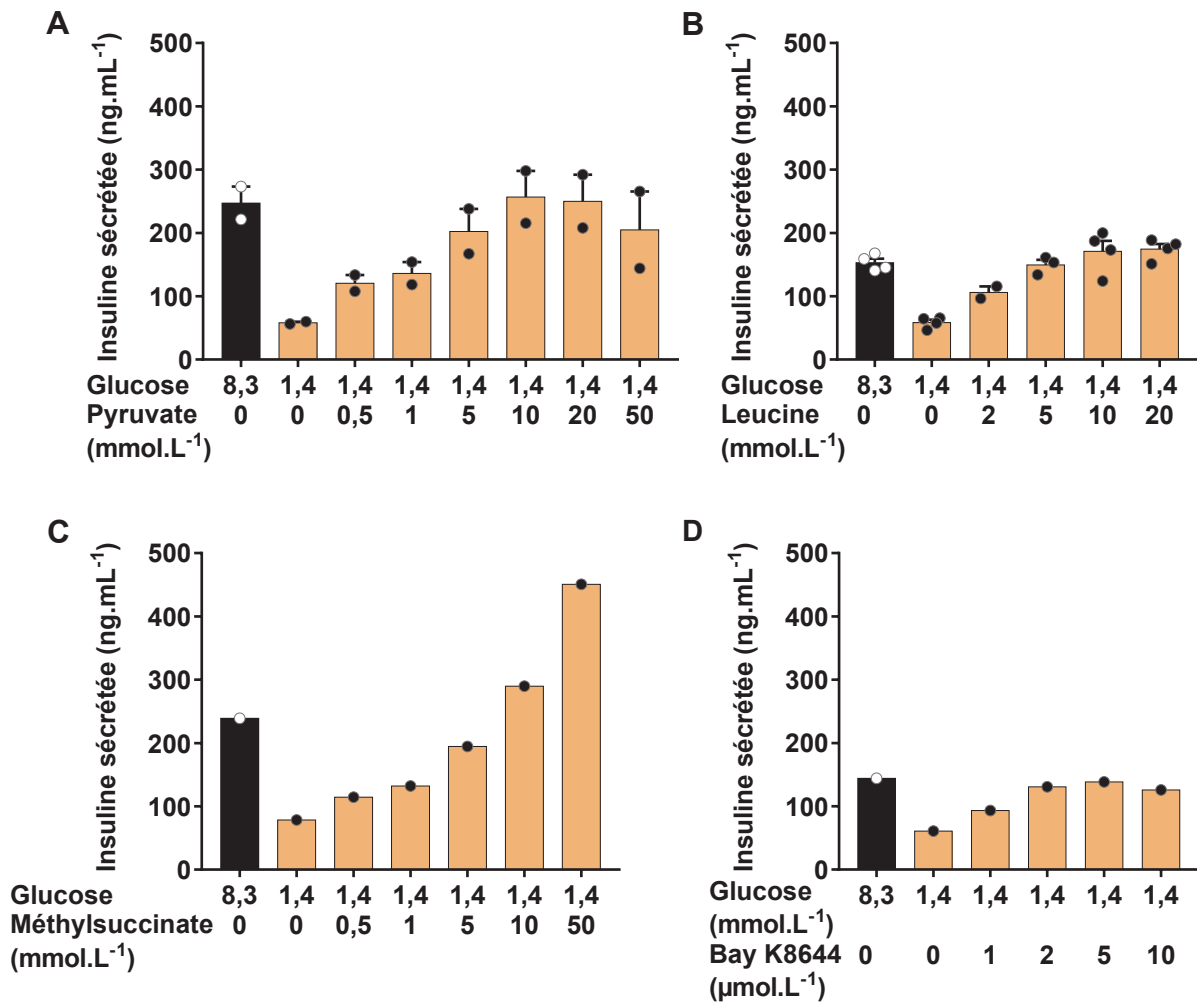 A
Insuline sécrétée (ng.mL⁻¹)
500
400
300
200
100
0
Glucose 8,3 1,4 1,4 1,4 1,4 1,4 1,4 1,4
Pyruvate 0 0 0,5 1 5 10 20 50
(mmol.L⁻¹)
B
Insuline sécrétée (ng.mL⁻¹)
500
400
300
200
100
0
Glucose 8,3 1,4 1,4 1,4 1,4 1,4
Leucine 0 0 2 5 10 20
(mmol.L⁻¹)
C
Insuline sécrétée (ng.mL⁻¹)
500
400
300
200
100
0
Glucose 8,3 1,4 1,4 1,4 1,4 1,4 1,4
Méthylsuccinate 0 0 0,5 1 5 10 50
(mmol.L⁻¹)
D
Insuline sécrétée (ng.mL⁻¹)
500
400
300
200
100
0
Glucose 8,3 1,4 1,4 1,4 1,4 1,4
(mmol.L⁻¹)
Bay K8644 0 0 1 2 5 10
(µmol.L⁻¹)